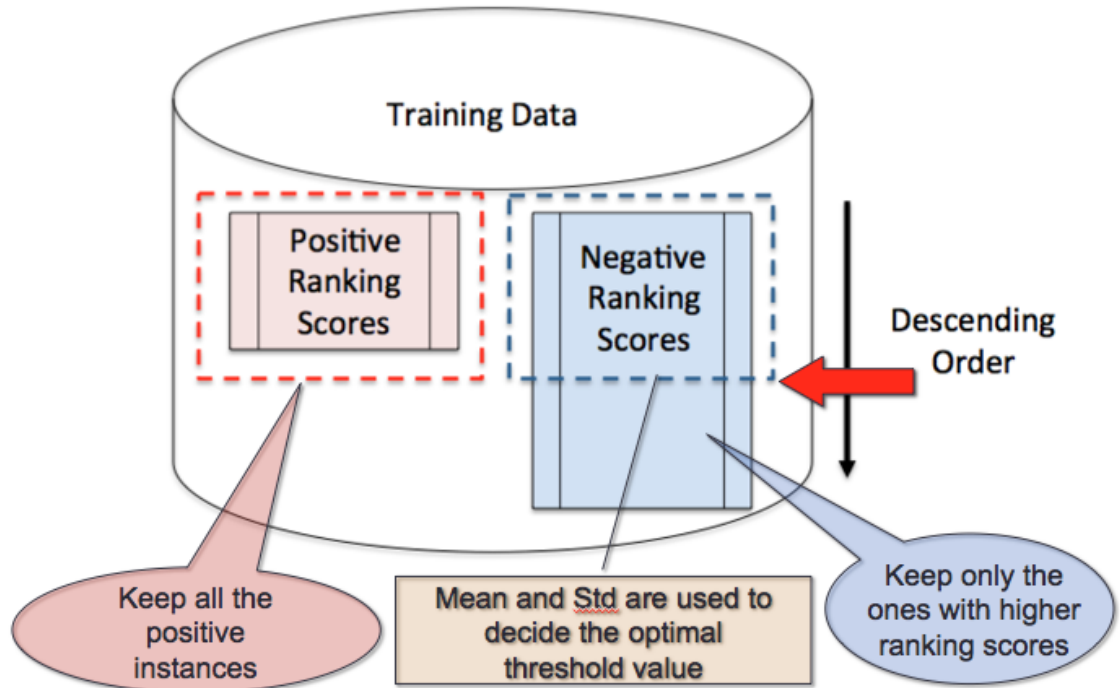 Training Data
Positive
Ranking
Scores
Negative
Ranking
Scores
Descending
Order
Keep all the
positive
instances
Mean and Std are used to
decide the optimal
threshold value
Keep only the
ones with higher
ranking scores